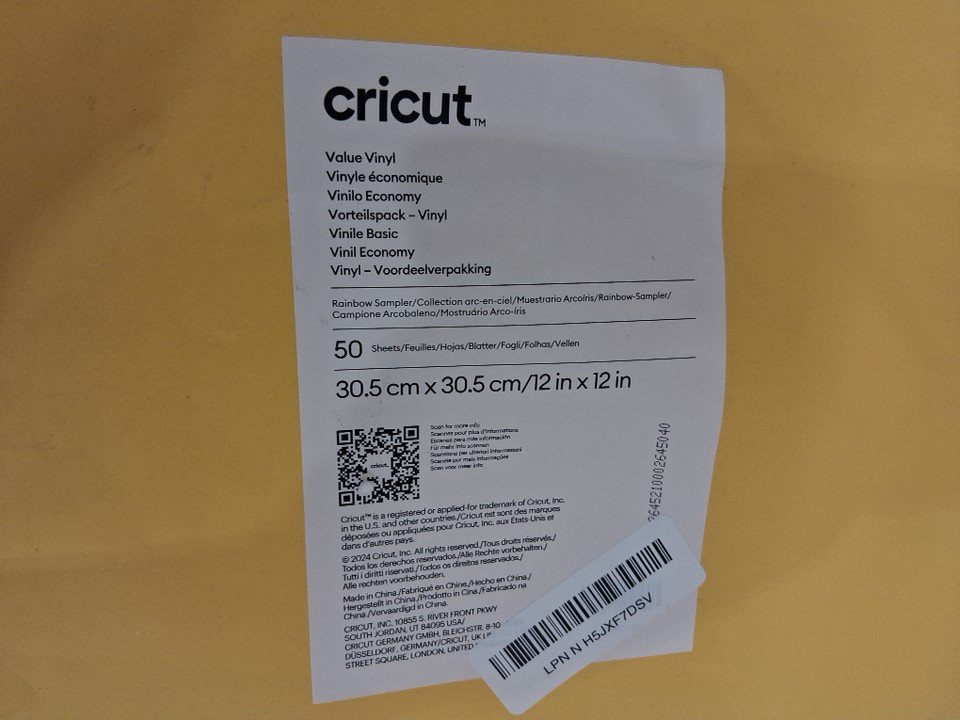 cricut™
Value Vinyl
Vinyle économique
Vinilo Economy
Vorteilspack – Vinyl
Vinile Basic
Vinil Economy
Vinyl – Voordeelverpakking
Rainbow Sampler/Collection arc-en-ciel/Muestrario Arcoíris/Rainbow-Sampler/
Campione Arcobaleno/Mostruário Arco-íris
50 Sheets/Feuilles/Hojas/Blatter/Fogli/Folhas/Vellen
30.5 cm x 30.5 cm/12 in x 12 in
cricut
Scan for more info
Scannez pour plus d'informations
Escanea para más información
Für mehr Info scannen
Scansiona per ulteriori informazioni
Scaneie por mais informações
Scan voor meer info
Cricut™ is a registered or applied-for trademark of Cricut, Inc.
in the U.S. and other countries./Cricut est sont des marques
déposées ou appliquées pour Cricut, Inc. aux États-Unis et
dans d'autres pays.
© 2024 Cricut, Inc. All rights reserved./Tous droits réservés./
Todos los derechos reservados./Alle Rechte vorbehalten./
Tutti i diritti riservati./Todos os direitos reservados./
Alle rechten voorbehouden.
Made in China./Fabriqué en Chine./Hecho en China./
Hergestellt in China./Prodotto in Cina./Fabricado na
China./Vervaardigd in China.
CRICUT, INC. 10855 S. RIVER FRONT PKWY
SOUTH JORDAN, UT 84095 USA/
CRICUT GERMANY GMBH, BLEICHSTR. 8-10
DÜSSELDORF, GERMANY/CRICUT, UK
STREET SQUARE, LONDON,
LPN N H5JXF7DSV